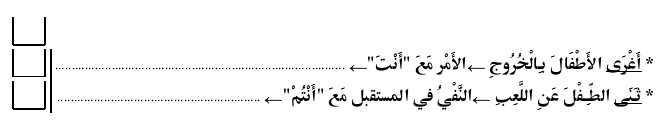 * أَغْرَى الأَطْفَالَ بِالْخُرُوجِ ←الأَمْر مَعَ "أَنْتَ"← ........................................................................................
* ثَنَى الطِّفْلَ عَنِ اللَّعِبِ ←النَّفْيُ في المستقبل مَعَ "أَنْتُمْ"← ..............................................................